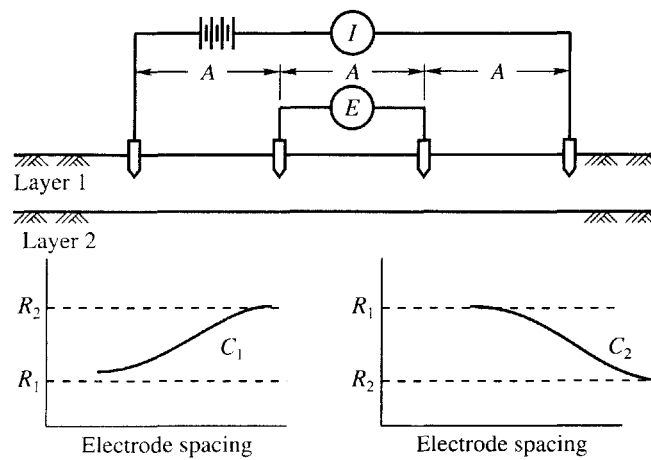 I
A A A
E
Layer 1
Layer 2
R₂
C₁
R₁
Electrode spacing
R₁
C₂
R₂
Electrode spacing